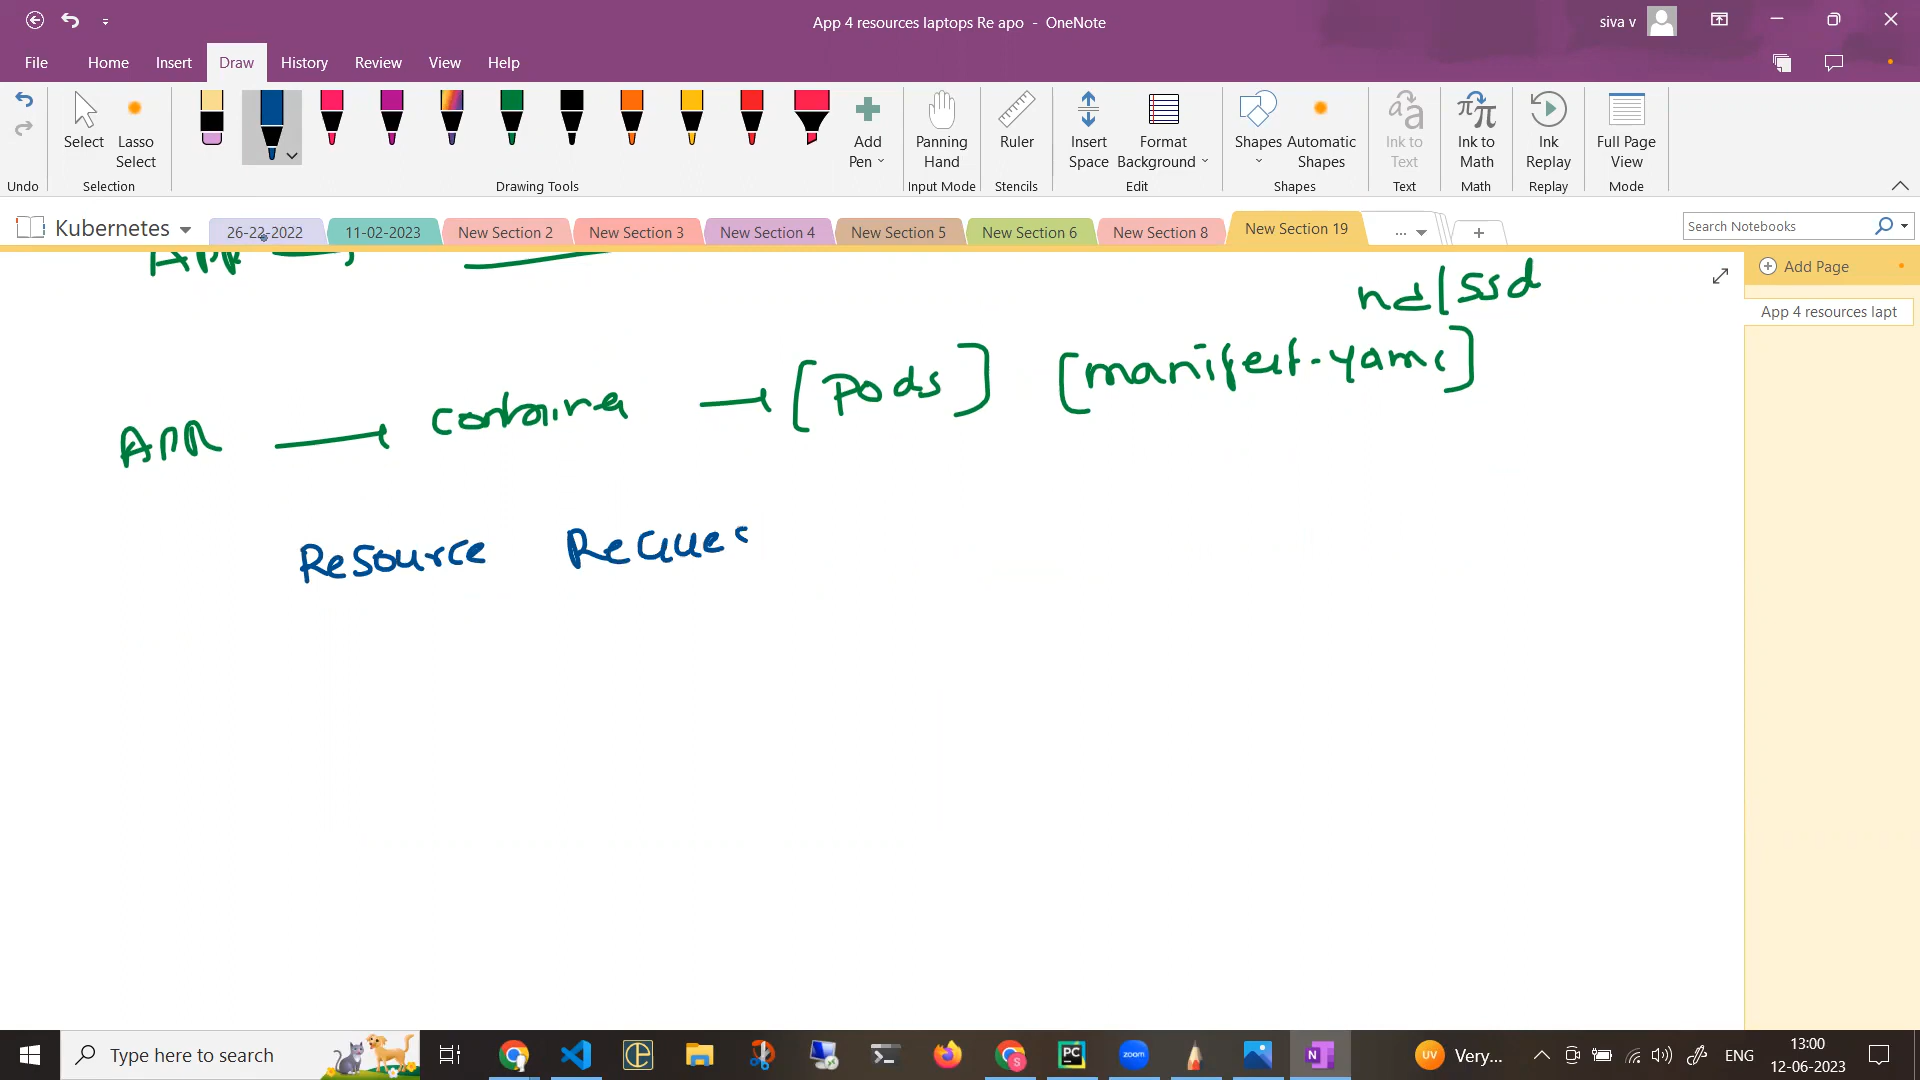 App 4 resources laptops Re apo - OneNote
siva v
File Home Insert Draw History Review View Help
Select Lasso Select
Add Pen
Panning Hand
Ruler
Insert Space
Format Background
Shapes
Automatic Shapes
Ink to Text
Ink to Math
Ink Replay
Full Page View
Undo Selection Drawing Tools Input Mode Stencils Edit Shapes Text Math Replay Mode
Kubernetes 26-22-2022 11-02-2023 New Section 2 New Section 3 New Section 4 New Section 5 New Section 6 New Section 8 New Section 19 ... Search Notebooks
Add Page
App 4 resources lapt
hd|ssd
[Pods] [manifest-yaml]
APP container
Resource Reques
Type here to search
zoom
UV Very... ENG
13:00
12-06-2023